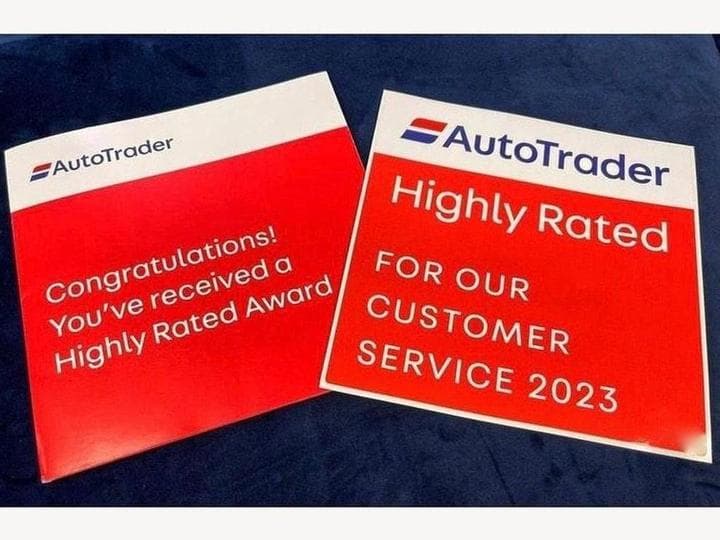 AutoTrader
Congratulations!
You've received a
Highly Rated Award
AutoTrader
Highly Rated
FOR OUR
CUSTOMER
SERVICE 2023